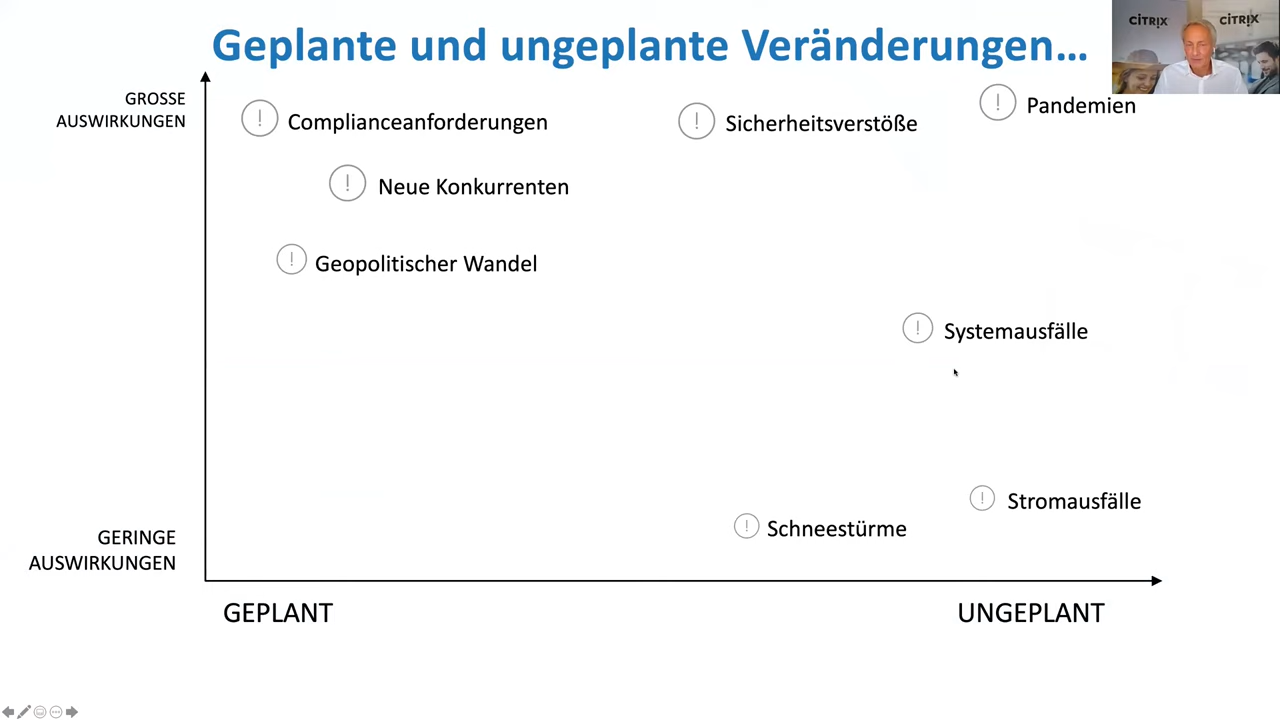 Geplante und ungeplante Veränderungen...
CiTRIX CiTRIX
GROSSE
AUSWIRKUNGEN
Complianceanforderungen
Sicherheitsverstöße
Pandemien
Neue Konkurrenten
Geopolitischer Wandel
Systemausfälle
Stromausfälle
Schneestürme
GERINGE
AUSWIRKUNGEN
GEPLANT
UNGEPLANT